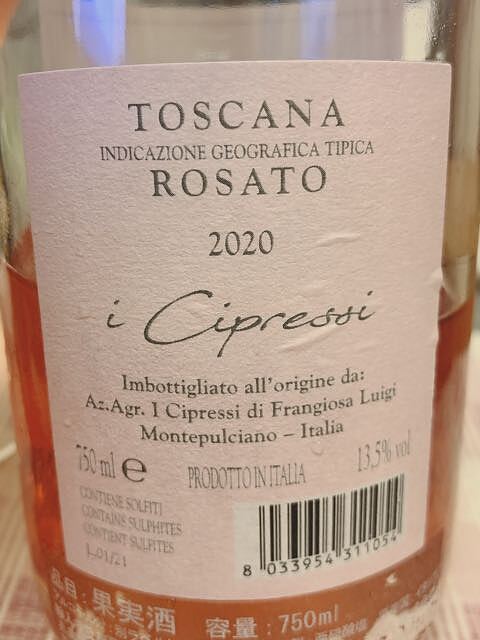 TOSCANA
INDICAZIONE GEOGRAFICA TIPICA
ROSATO
2020
i Cipressi
Imbottigliato all'origine da:
Az.Agr. I Cipressi di Frangiosa Luigi
Montepulciano – Italia
750 ml e
PRODOTTO IN ITALIA
13,5% vol
CONTIENE SOLFITI
CONTAINS SULPHITES
CONTIENT SULFITES
L.01/21
8 033954 311054
品目：果実酒 容量：750ml